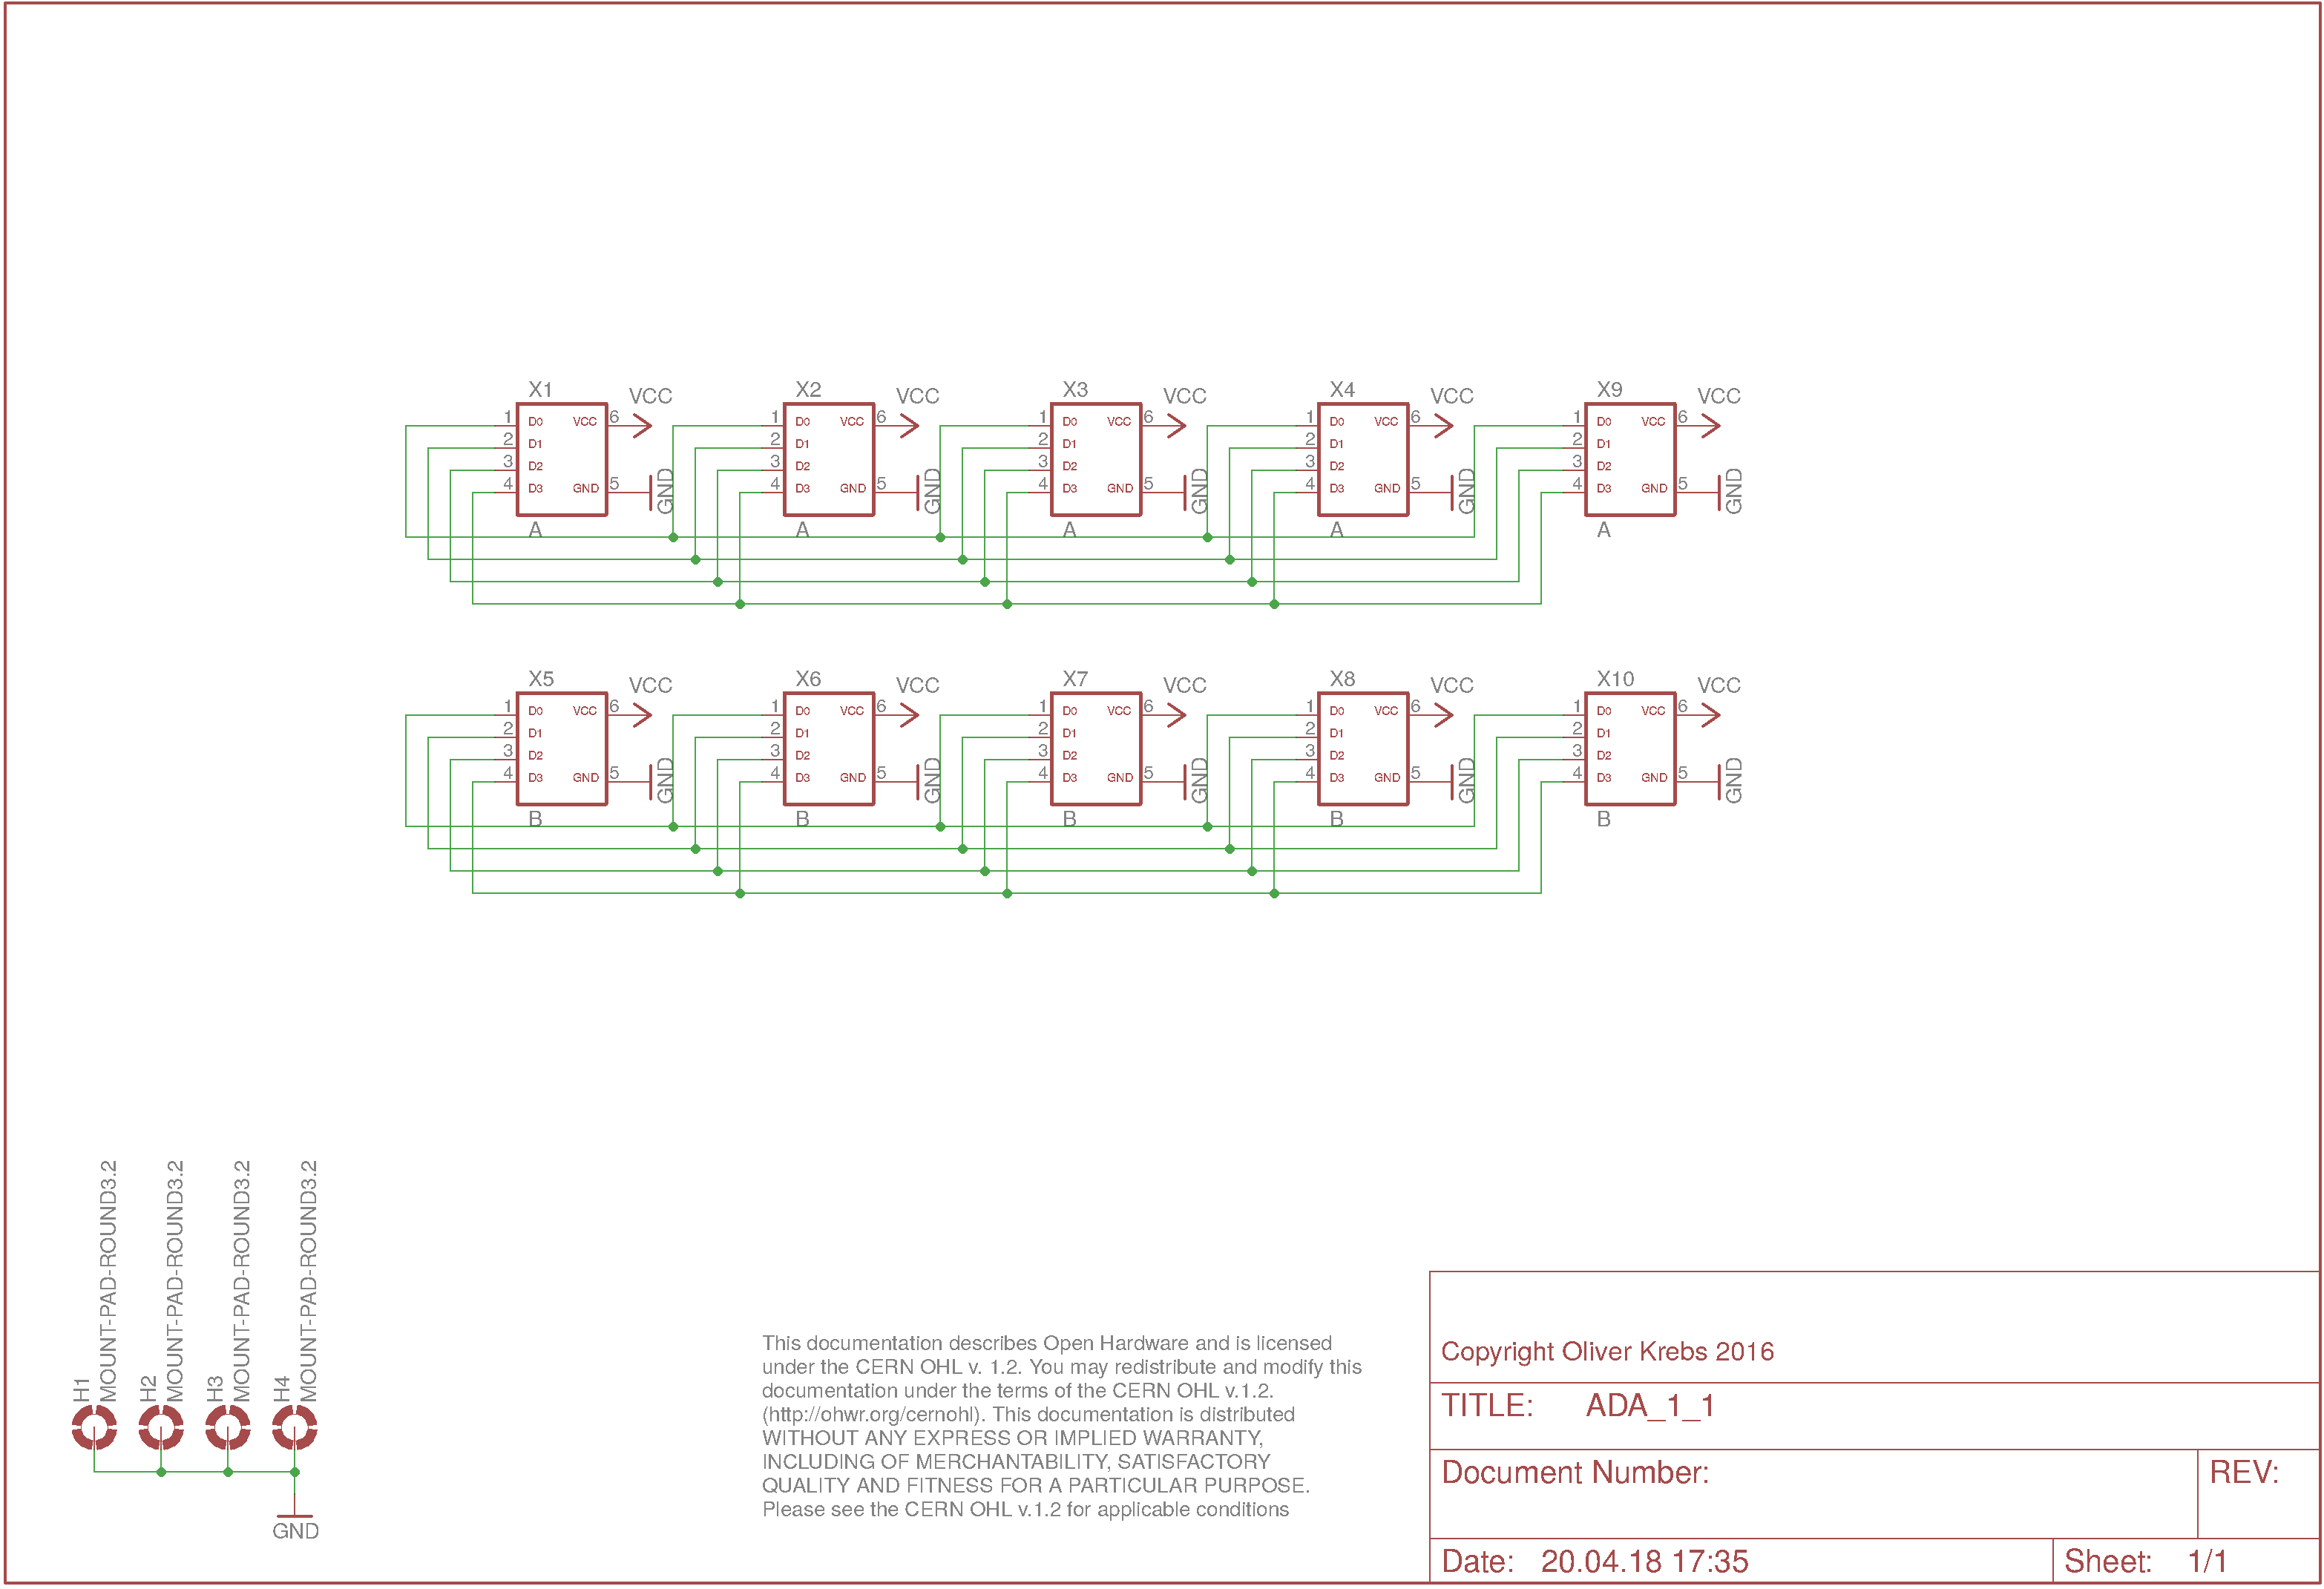 X1 X2 X3 X4 X9
VCC VCC VCC VCC VCC
1 D0 VCC 6 1 D0 VCC 6 1 D0 VCC 6 1 D0 VCC 6 1 D0 VCC 6
2 D1 2 D1 2 D1 2 D1 2 D1
3 D2 3 D2 3 D2 3 D2 3 D2
4 D3 GND 5 GND 4 D3 GND 5 GND 4 D3 GND 5 GND 4 D3 GND 5 GND 4 D3 GND 5 GND
A A A A A
X5 X6 X7 X8 X10
VCC VCC VCC VCC VCC
1 D0 VCC 6 1 D0 VCC 6 1 D0 VCC 6 1 D0 VCC 6 1 D0 VCC 6
2 D1 2 D1 2 D1 2 D1 2 D1
3 D2 3 D2 3 D2 3 D2 3 D2
4 D3 GND 5 GND 4 D3 GND 5 GND 4 D3 GND 5 GND 4 D3 GND 5 GND 4 D3 GND 5 GND
B B B B B
H1
MOUNT-PAD-ROUND3.2
H2
MOUNT-PAD-ROUND3.2
H3
MOUNT-PAD-ROUND3.2
H4
MOUNT-PAD-ROUND3.2
GND
This documentation describes Open Hardware and is licensed
under the CERN OHL v. 1.2. You may redistribute and modify this
documentation under the terms of the CERN OHL v.1.2.
(http://ohwr.org/cernohl). This documentation is distributed
WITHOUT ANY EXPRESS OR IMPLIED WARRANTY,
INCLUDING OF MERCHANTABILITY, SATISFACTORY
QUALITY AND FITNESS FOR A PARTICULAR PURPOSE.
Please see the CERN OHL v.1.2 for applicable conditions
Copyright Oliver Krebs 2016
TITLE: ADA_1_1
Document Number: REV:
Date: 20.04.18 17:35 Sheet: 1/1